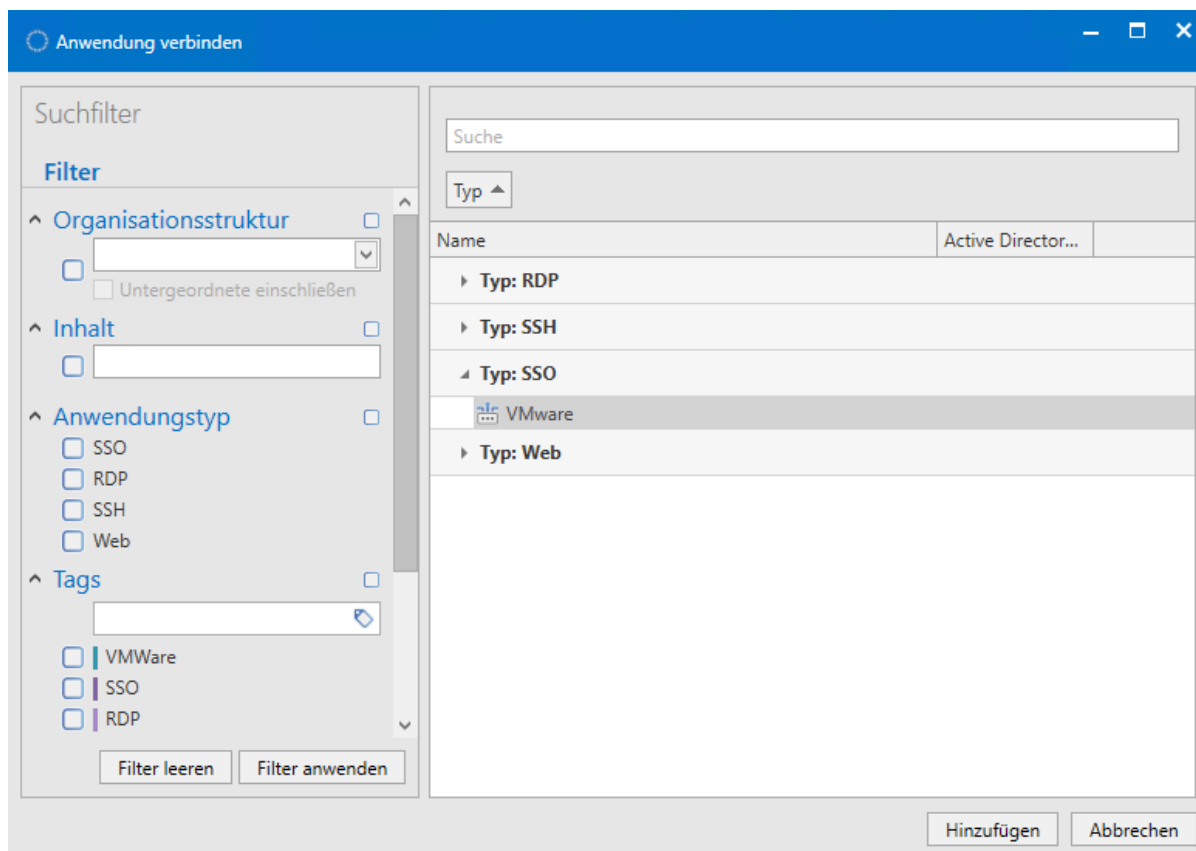 Anwendung verbinden
Suchfilter
Filter
Organisationsstruktur
Untergeordnete einschließen
Inhalt
Anwendungstyp
SSO
RDP
SSH
Web
Tags
VMWare
SSO
RDP
Filter leeren Filter anwenden
Suche
Typ
Name Active Director...
Typ: RDP
Typ: SSH
Typ: SSO
VMware
Typ: Web
Hinzufügen Abbrechen